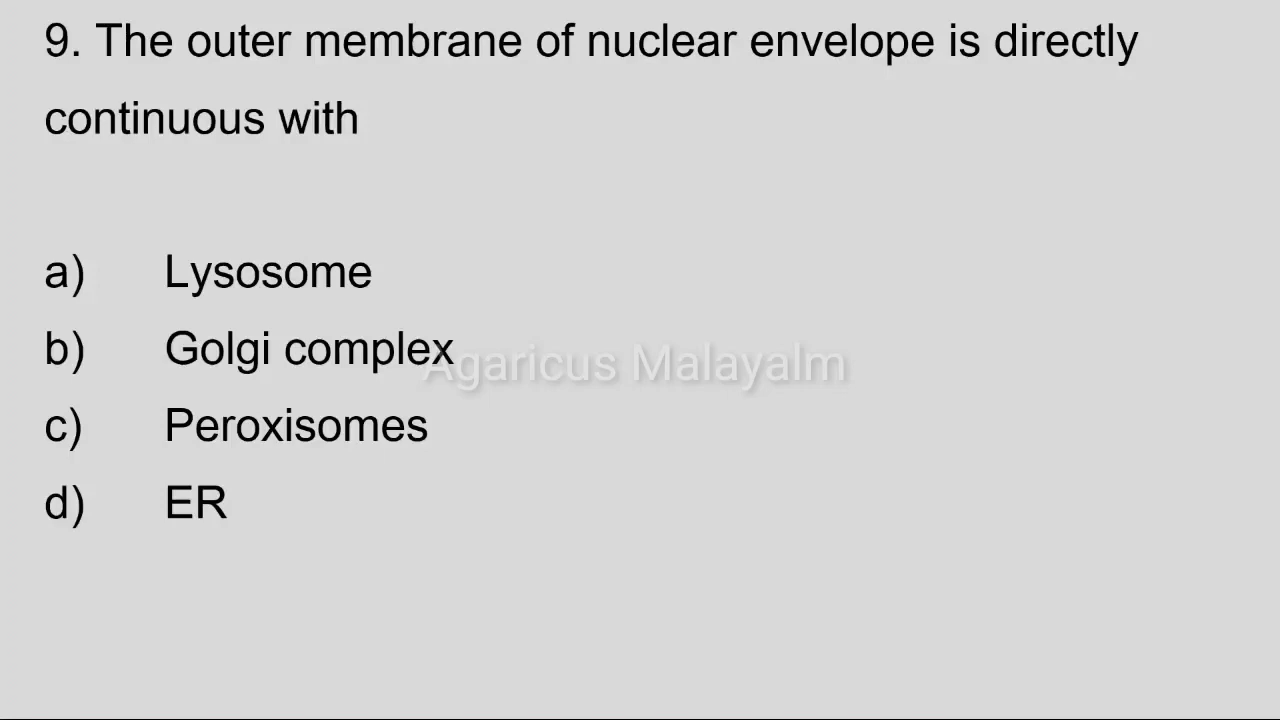 9. The outer membrane of nuclear envelope is directly
continuous with
a) Lysosome
b) Golgi complex
Agaricus Malayalm
c) Peroxisomes
d) ER